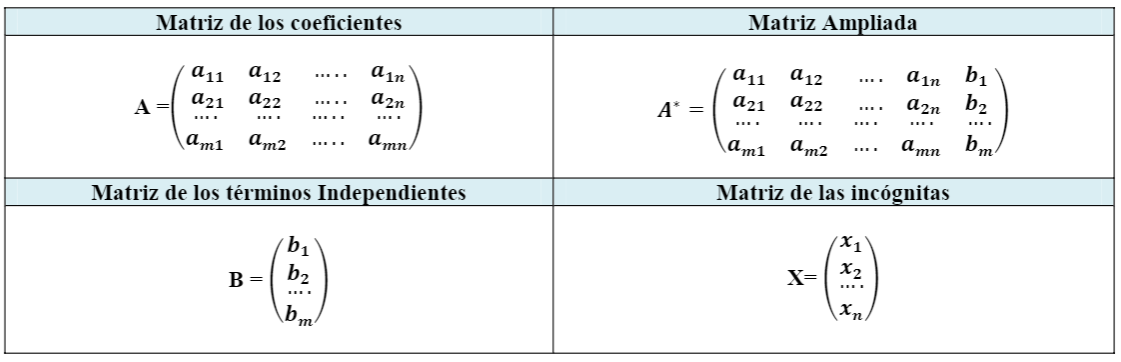 Matriz de los coeficientes
Matriz Ampliada
a₁₁ a₁₂ ..... a₁ₙ
A = a₂₁ a₂₂ ..... a₂ₙ
.... .... ..... ....
aₘ₁ aₘ₂ ..... aₘₙ
a₁₁ a₁₂ .... a₁ₙ b₁
A* = a₂₁ a₂₂ .... a₂ₙ b₂
.... .... .... .... ....
aₘ₁ aₘ₂ .... aₘₙ bₘ
Matriz de los términos Independientes
Matriz de las incógnitas
b₁
B = b₂
....
bₘ
x₁
X= x₂
....
xₙ